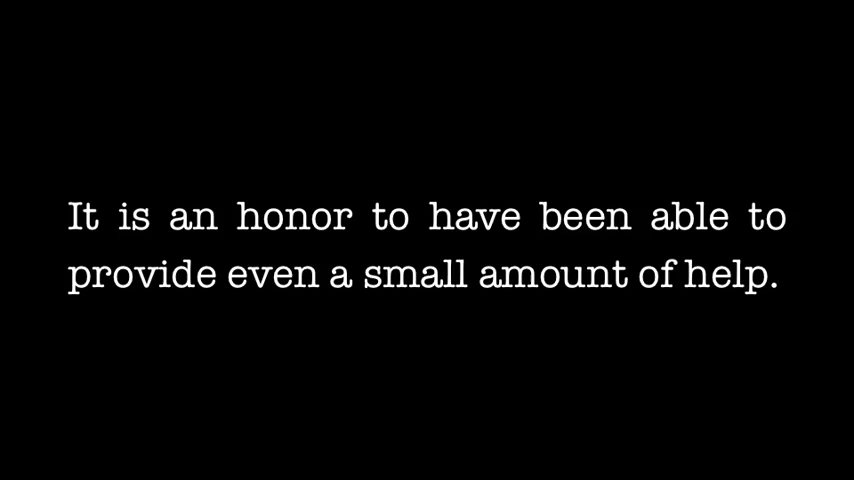 It is an honor to have been able to
provide even a small amount of help.